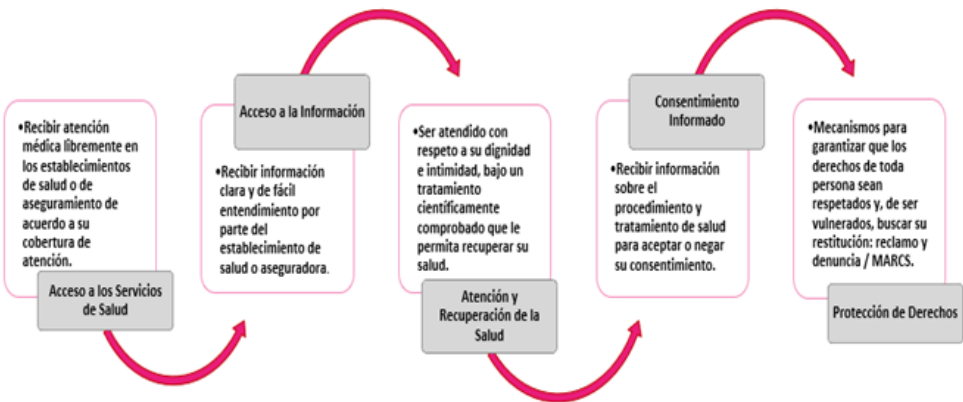 •Recibir atención
médica libremente en
los establecimientos
de salud o de
aseguramiento de
acuerdo a su
cobertura de
atención.
Acceso a los Servicios
de Salud
Acceso a la Información
•Recibir información
clara y de fácil
entendimiento por
parte del
establecimiento de
salud o aseguradora.
•Ser atendido con
respeto a su dignidad
e intimidad, bajo un
tratamiento
científicamente
comprobado que le
permita recuperar su
salud.
Atención y
Recuperación de la
Salud
Consentimiento
Informado
•Recibir información
sobre el
procedimiento y
tratamiento de salud
para aceptar o negar
su consentimiento.
•Mecanismos para
garantizar que los
derechos de toda
persona sean
respetados y, de ser
vulnerados, buscar su
restitución: reclamo y
denuncia / MARCS.
Protección de Derechos